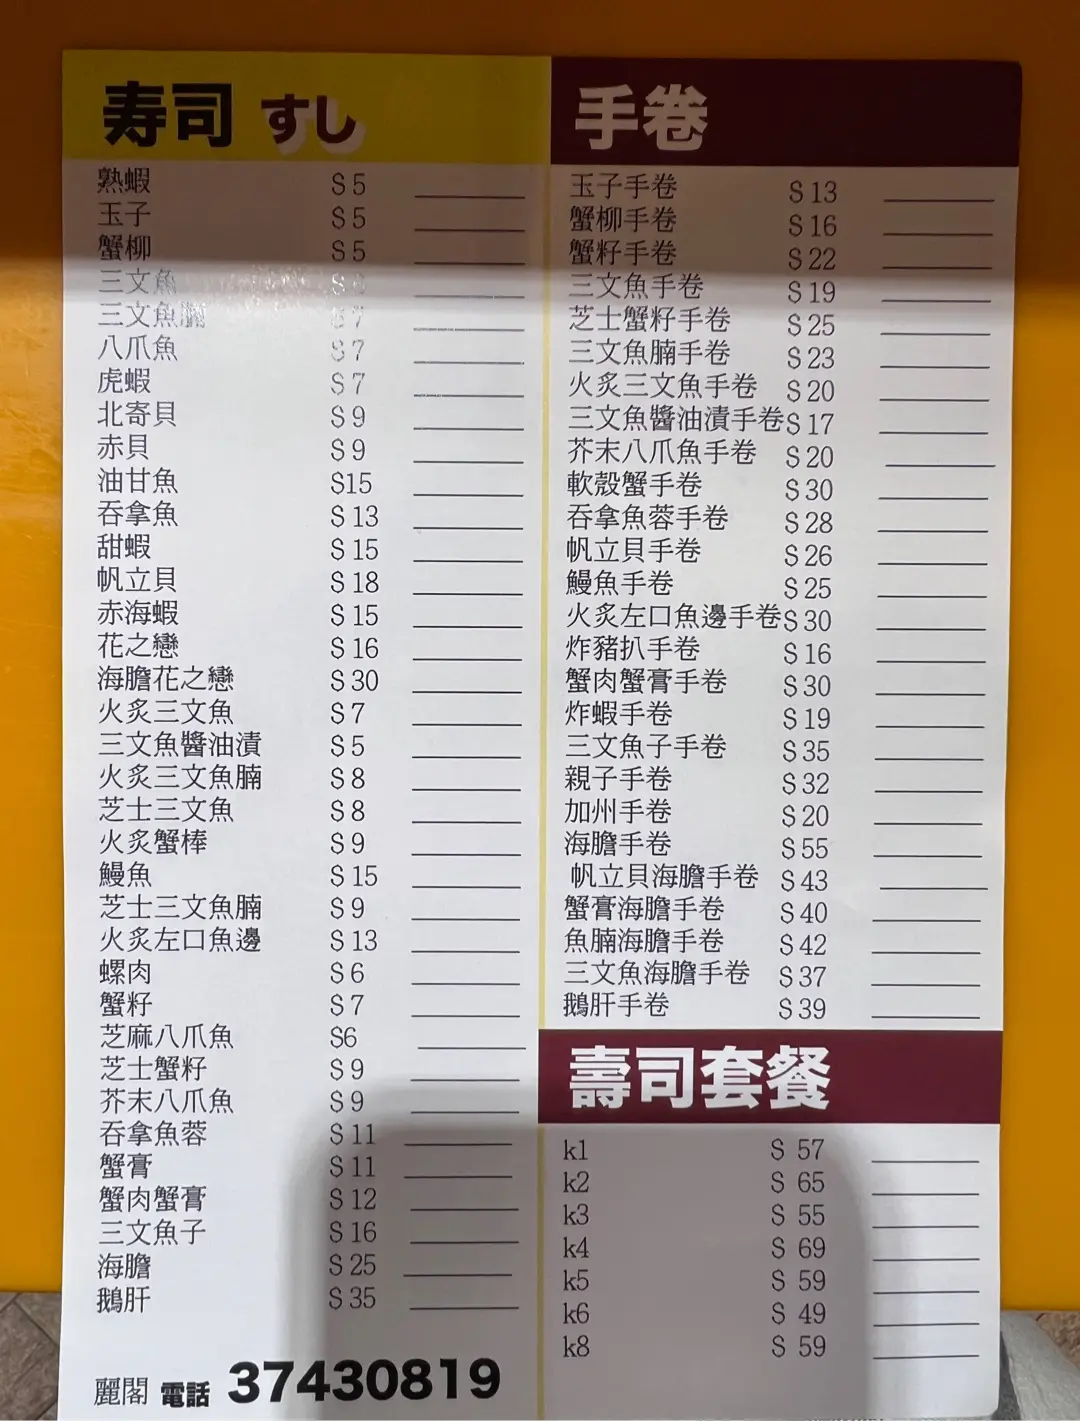 寿司 すし
熟蝦 $5
玉子 $5
蟹柳 $5
三文魚
三文魚腩 $7
八爪魚 $7
虎蝦 $7
北寄貝 $9
赤貝 $9
油甘魚 $15
吞拿魚 $13
甜蝦 $15
帆立貝 $18
赤海蝦 $15
花之戀 $16
海膽花之戀 $30
火炙三文魚 $7
三文魚醬油漬 $5
火炙三文魚腩 $8
芝士三文魚 $8
火炙蟹棒 $9
鰻魚 $15
芝士三文魚腩 $9
火炙左口魚邊 $13
螺肉 $6
蟹籽 $7
芝麻八爪魚 $6
芝士蟹籽 $9
芥末八爪魚 $9
吞拿魚蓉 $11
蟹膏 $11
蟹肉蟹膏 $12
三文魚子 $16
海膽 $25
鵝肝 $35
麗閣 電話 37430819
手卷
玉子手卷 $13
蟹柳手卷 $16
蟹籽手卷 $22
三文魚手卷 $19
芝士蟹籽手卷 $25
三文魚腩手卷 $23
火炙三文魚手卷 $20
三文魚醬油漬手卷 $17
芥末八爪魚手卷 $20
軟殼蟹手卷 $30
吞拿魚蓉手卷 $28
帆立貝手卷 $26
鰻魚手卷 $25
火炙左口魚邊手卷 $30
炸豬扒手卷 $16
蟹肉蟹膏手卷 $30
炸蝦手卷 $19
三文魚子手卷 $35
親子手卷 $32
加州手卷 $20
海膽手卷 $55
帆立貝海膽手卷 $43
蟹膏海膽手卷 $40
魚腩海膽手卷 $42
三文魚海膽手卷 $37
鵝肝手卷 $39
壽司套餐
k1 $ 57
k2 $ 65
k3 $ 55
k4 $ 69
k5 $ 59
k6 $ 49
k8 $ 59